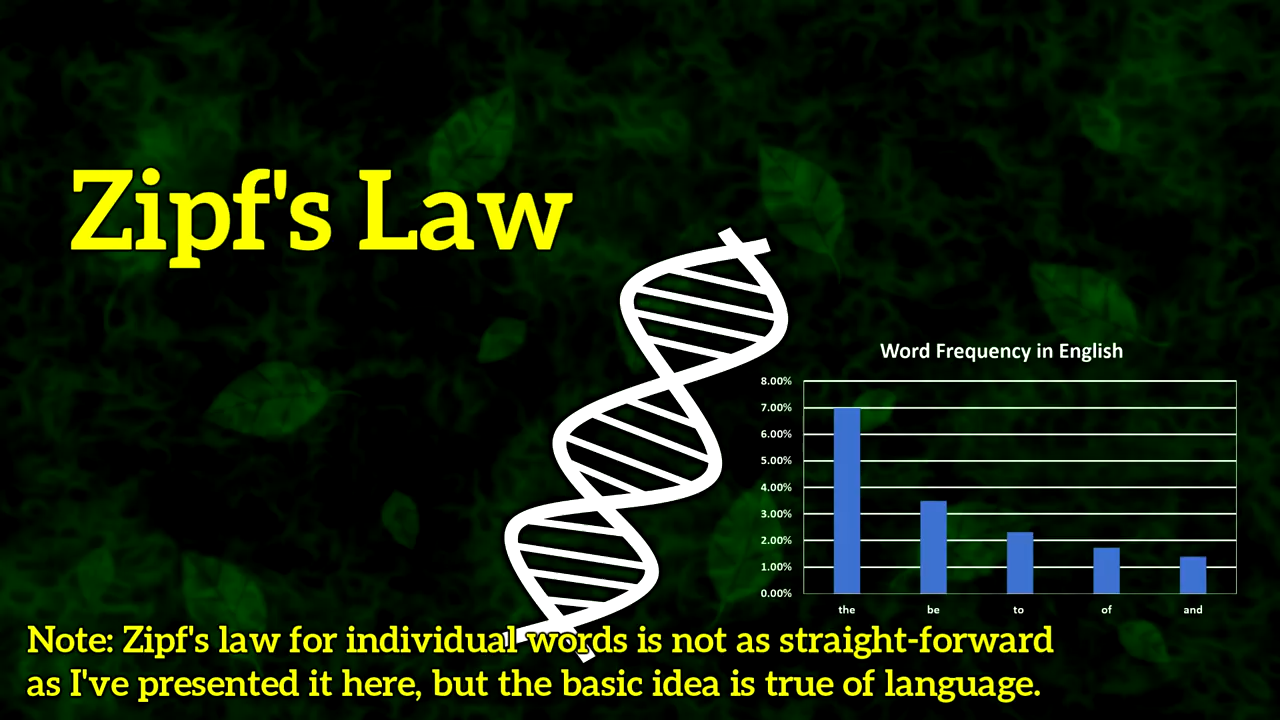 Zipf's Law
Word Frequency in English
8.00%
7.00%
6.00%
5.00%
4.00%
3.00%
2.00%
1.00%
0.00%
the be to of and
Note: Zipf's law for individual words is not as straight-forward
as I've presented it here, but the basic idea is true of language.